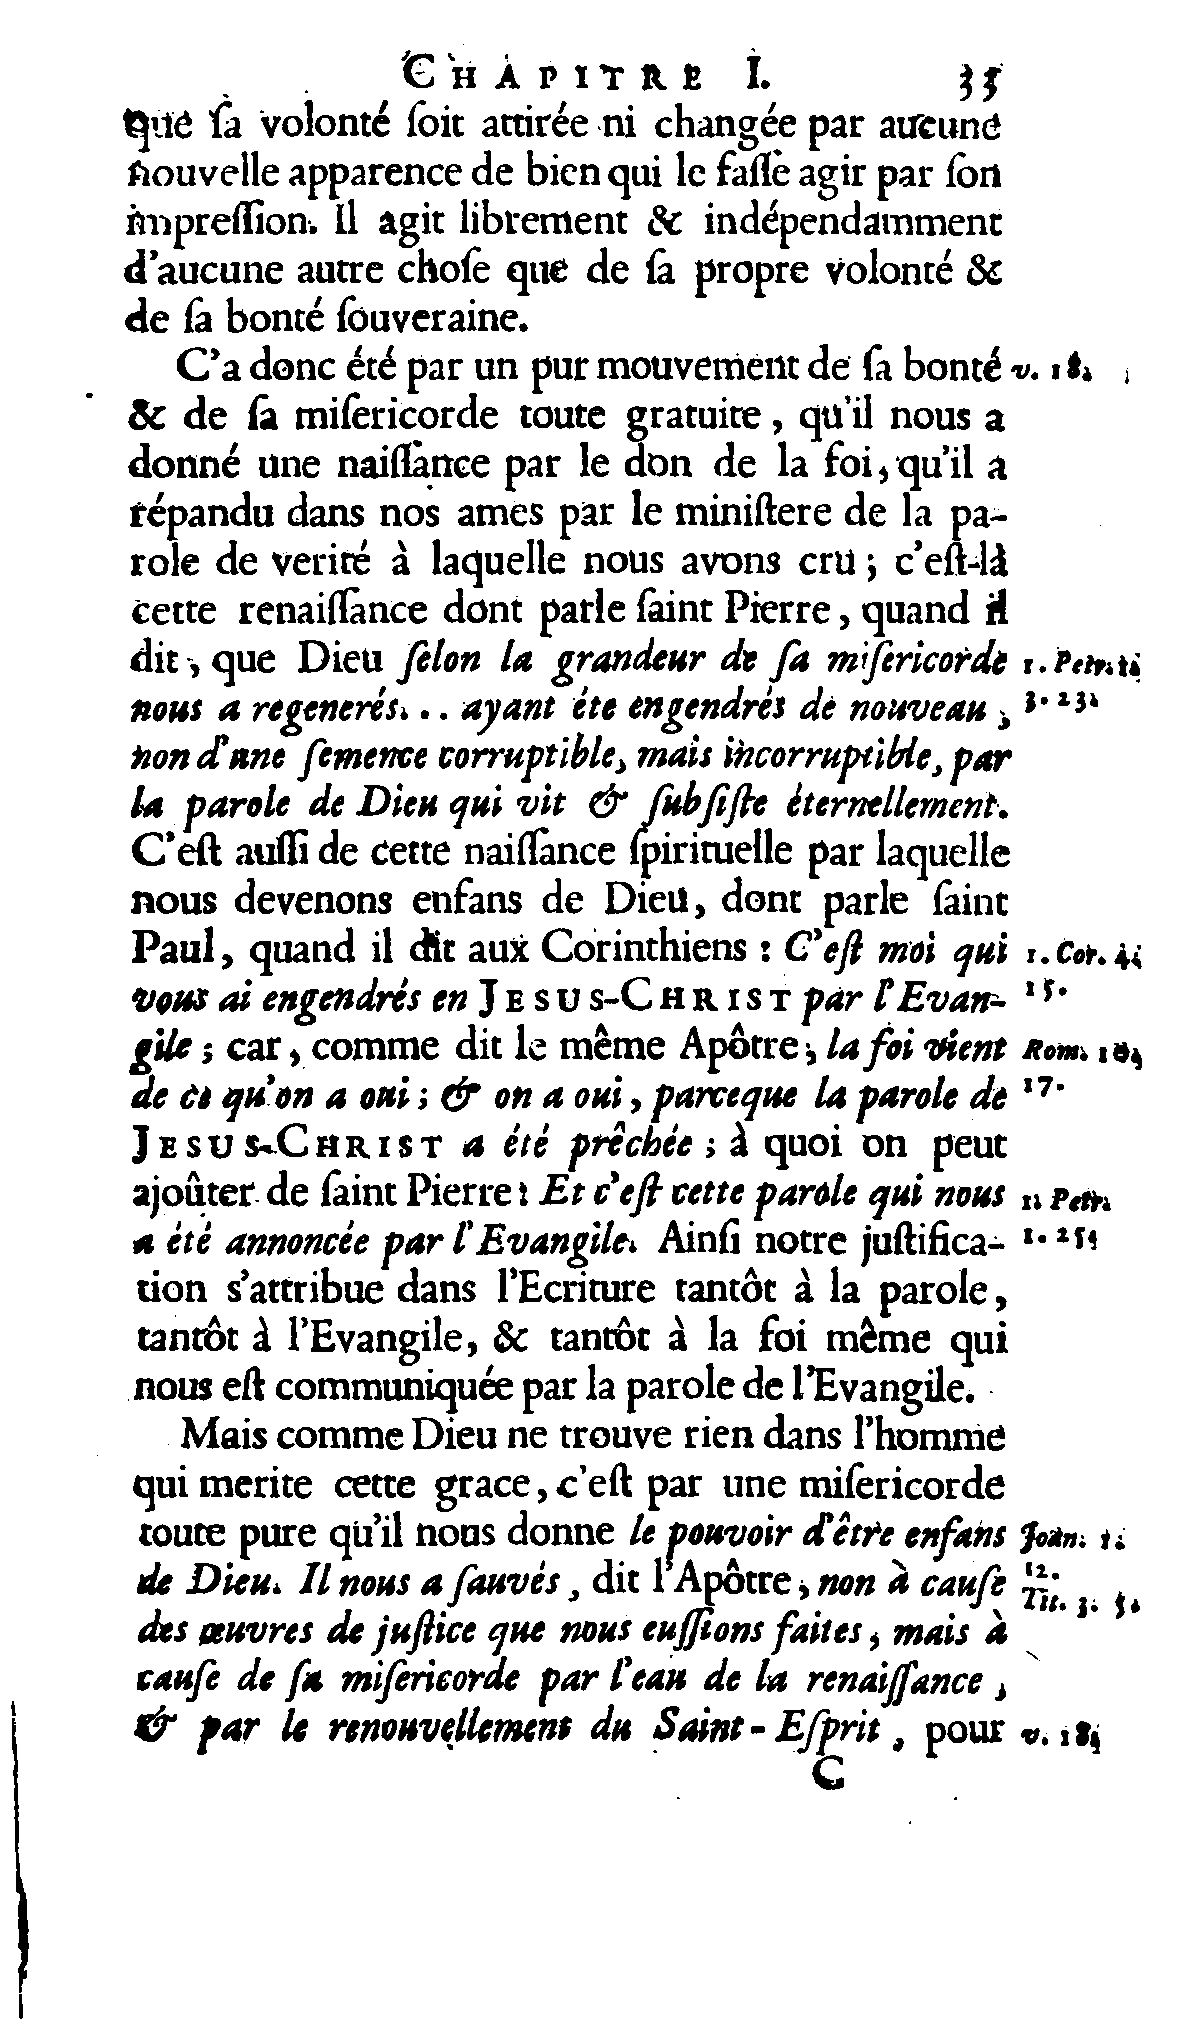 CHAPITRE I. 33
que ſa volonté ſoit attirée ni changée par aucune
nouvelle apparence de bien qui le faſſe agir par ſon
impreſſion. Il agit librement & indépendamment
d'aucune autre choſe que de ſa propre volonté &
de ſa bonté ſouveraine.
C'a donc été par un pur mouvement de ſa bonté v. 18.
& de ſa miſericorde toute gratuite, qu'il nous a
donné une naiſſance par le don de la foi, qu'il a
répandu dans nos ames par le miniſtere de la pa-
role de verité à laquelle nous avons cru; c'eſt-là
cette renaiſſance dont parle ſaint Pierre, quand il
dit, que Dieu ſelon la grandeur de ſa miſericorde 1. Petr. 1.
nous a regenerés... ayant éte engendrés de nouveau, 3. 23.
non d'une ſemence corruptible, mais incorruptible, par
la parole de Dieu qui vit & ſubſiſte éternellement.
C'eſt auſſi de cette naiſſance ſpirituelle par laquelle
nous devenons enfans de Dieu, dont parle ſaint
Paul, quand il dit aux Corinthiens : C'eſt moi qui 1. Cor. 4.
vous ai engendrés en JESUS-CHRIST par l'Evan- 15.
gile; car, comme dit le même Apôtre, la foi vient Rom. 10.
de ce qu'on a oui; & on a oui, parceque la parole de 17.
JESUS-CHRIST a été prêchée; à quoi on peut
ajoûter de ſaint Pierre: Et c'eſt cette parole qui nous 1. Petr.
a été annoncée par l'Evangile. Ainſi notre juſtifica- 1. 25.
tion s'attribue dans l'Ecriture tantôt à la parole,
tantôt à l'Evangile, & tantôt à la foi même qui
nous eſt communiquée par la parole de l'Evangile.
Mais comme Dieu ne trouve rien dans l'homme
qui merite cette grace, c'eſt par une miſericorde
toute pure qu'il nous donne le pouvoir d'être enfans Joan. 1.
de Dieu. Il nous a ſauvés, dit l'Apôtre, non à cauſe 12. Tit. 3. 5.
des œuvres de juſtice que nous euſſions faites, mais à
cauſe de ſa miſericorde par l'eau de la renaiſſance,
& par le renouvellement du Saint-Eſprit, pour v. 18.
C